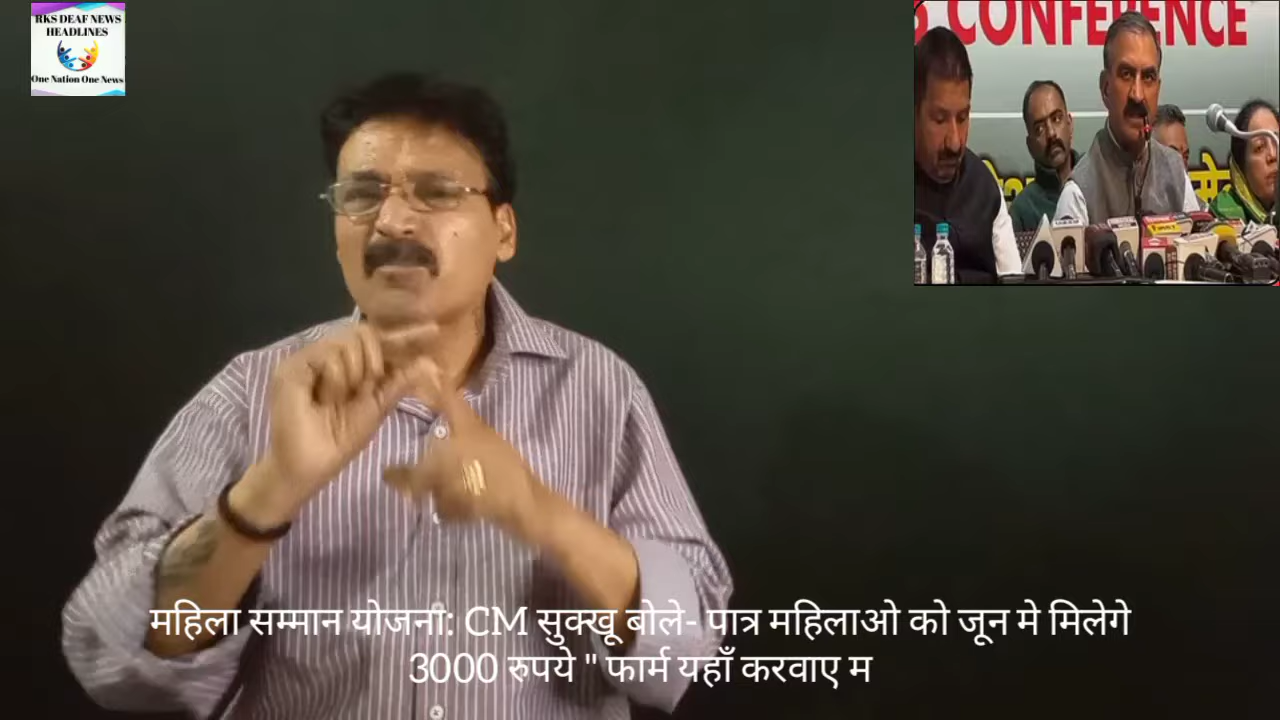 RKS DEAF NEWS
HEADLINES
One Nation One News
CONFERENCE
महिला सम्मान योजना: CM सुक्खू बोले- पात्र महिलाओ को जून मे मिलेगे
3000 रुपये " फार्म यहाँ करवाए म